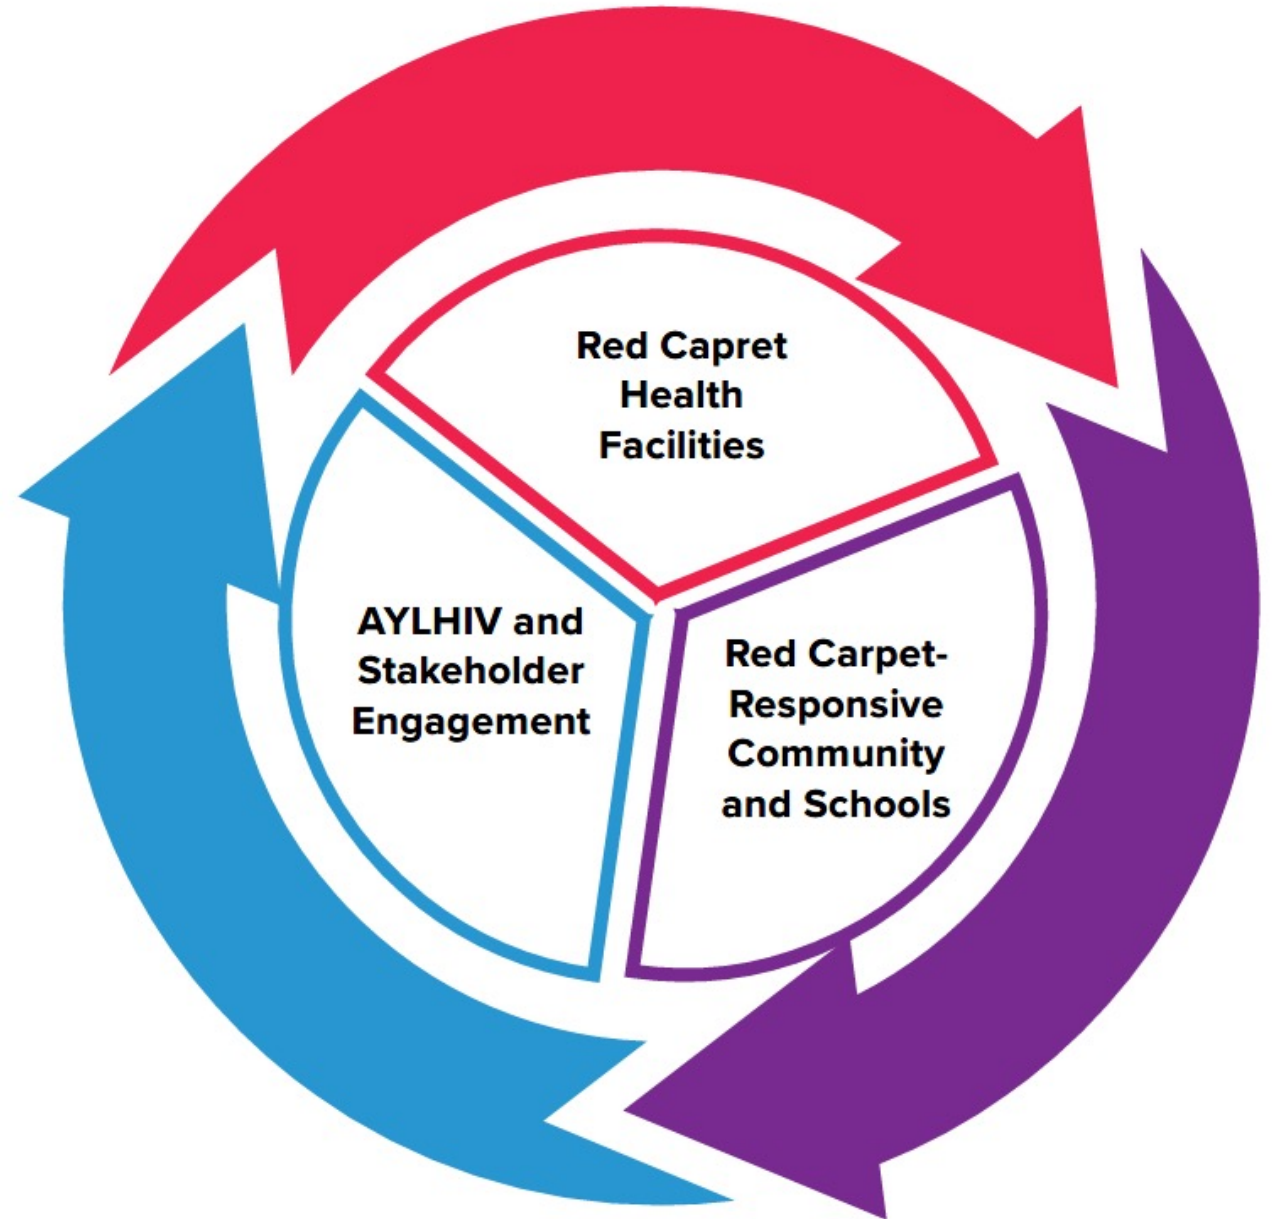 Red Capret
Health
Facilities
AYLHIV and
Stakeholder
Engagement
Red Carpet-
Responsive
Community
and Schools